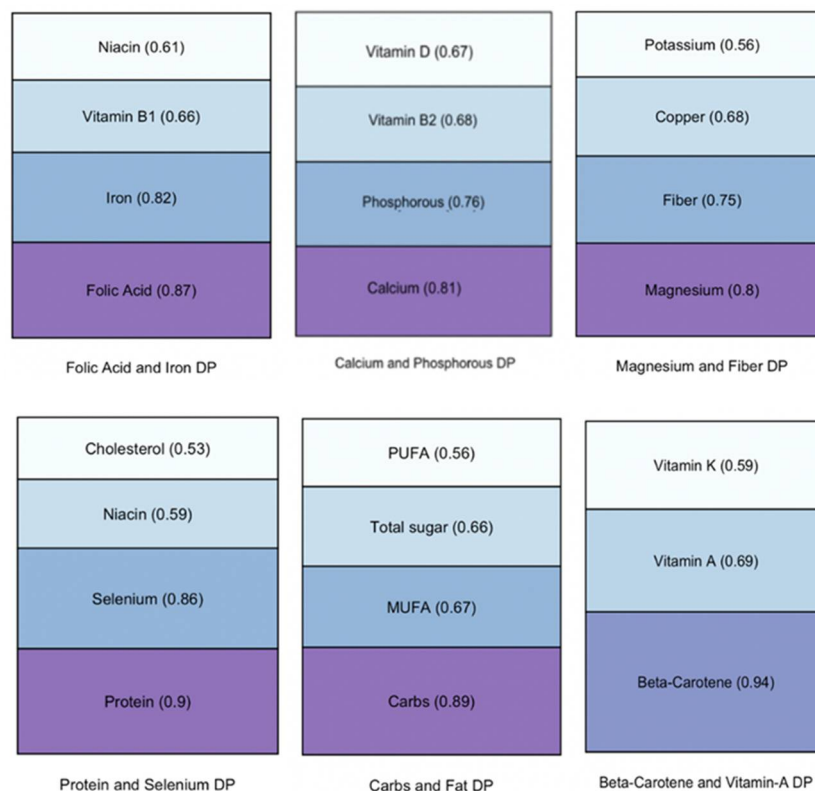 Niacin (0.61)
Vitamin B1 (0.66)
Iron (0.82)
Folic Acid (0.87)
Folic Acid and Iron DP
Vitamin D (0.67)
Vitamin B2 (0.68)
Phosphorous (0.76)
Calcium (0.81)
Calcium and Phosphorous DP
Potassium (0.56)
Copper (0.68)
Fiber (0.75)
Magnesium (0.8)
Magnesium and Fiber DP
Cholesterol (0.53)
Niacin (0.59)
Selenium (0.86)
Protein (0.9)
Protein and Selenium DP
PUFA (0.56)
Total sugar (0.66)
MUFA (0.67)
Carbs (0.89)
Carbs and Fat DP
Vitamin K (0.59)
Vitamin A (0.69)
Beta-Carotene (0.94)
Beta-Carotene and Vitamin-A DP